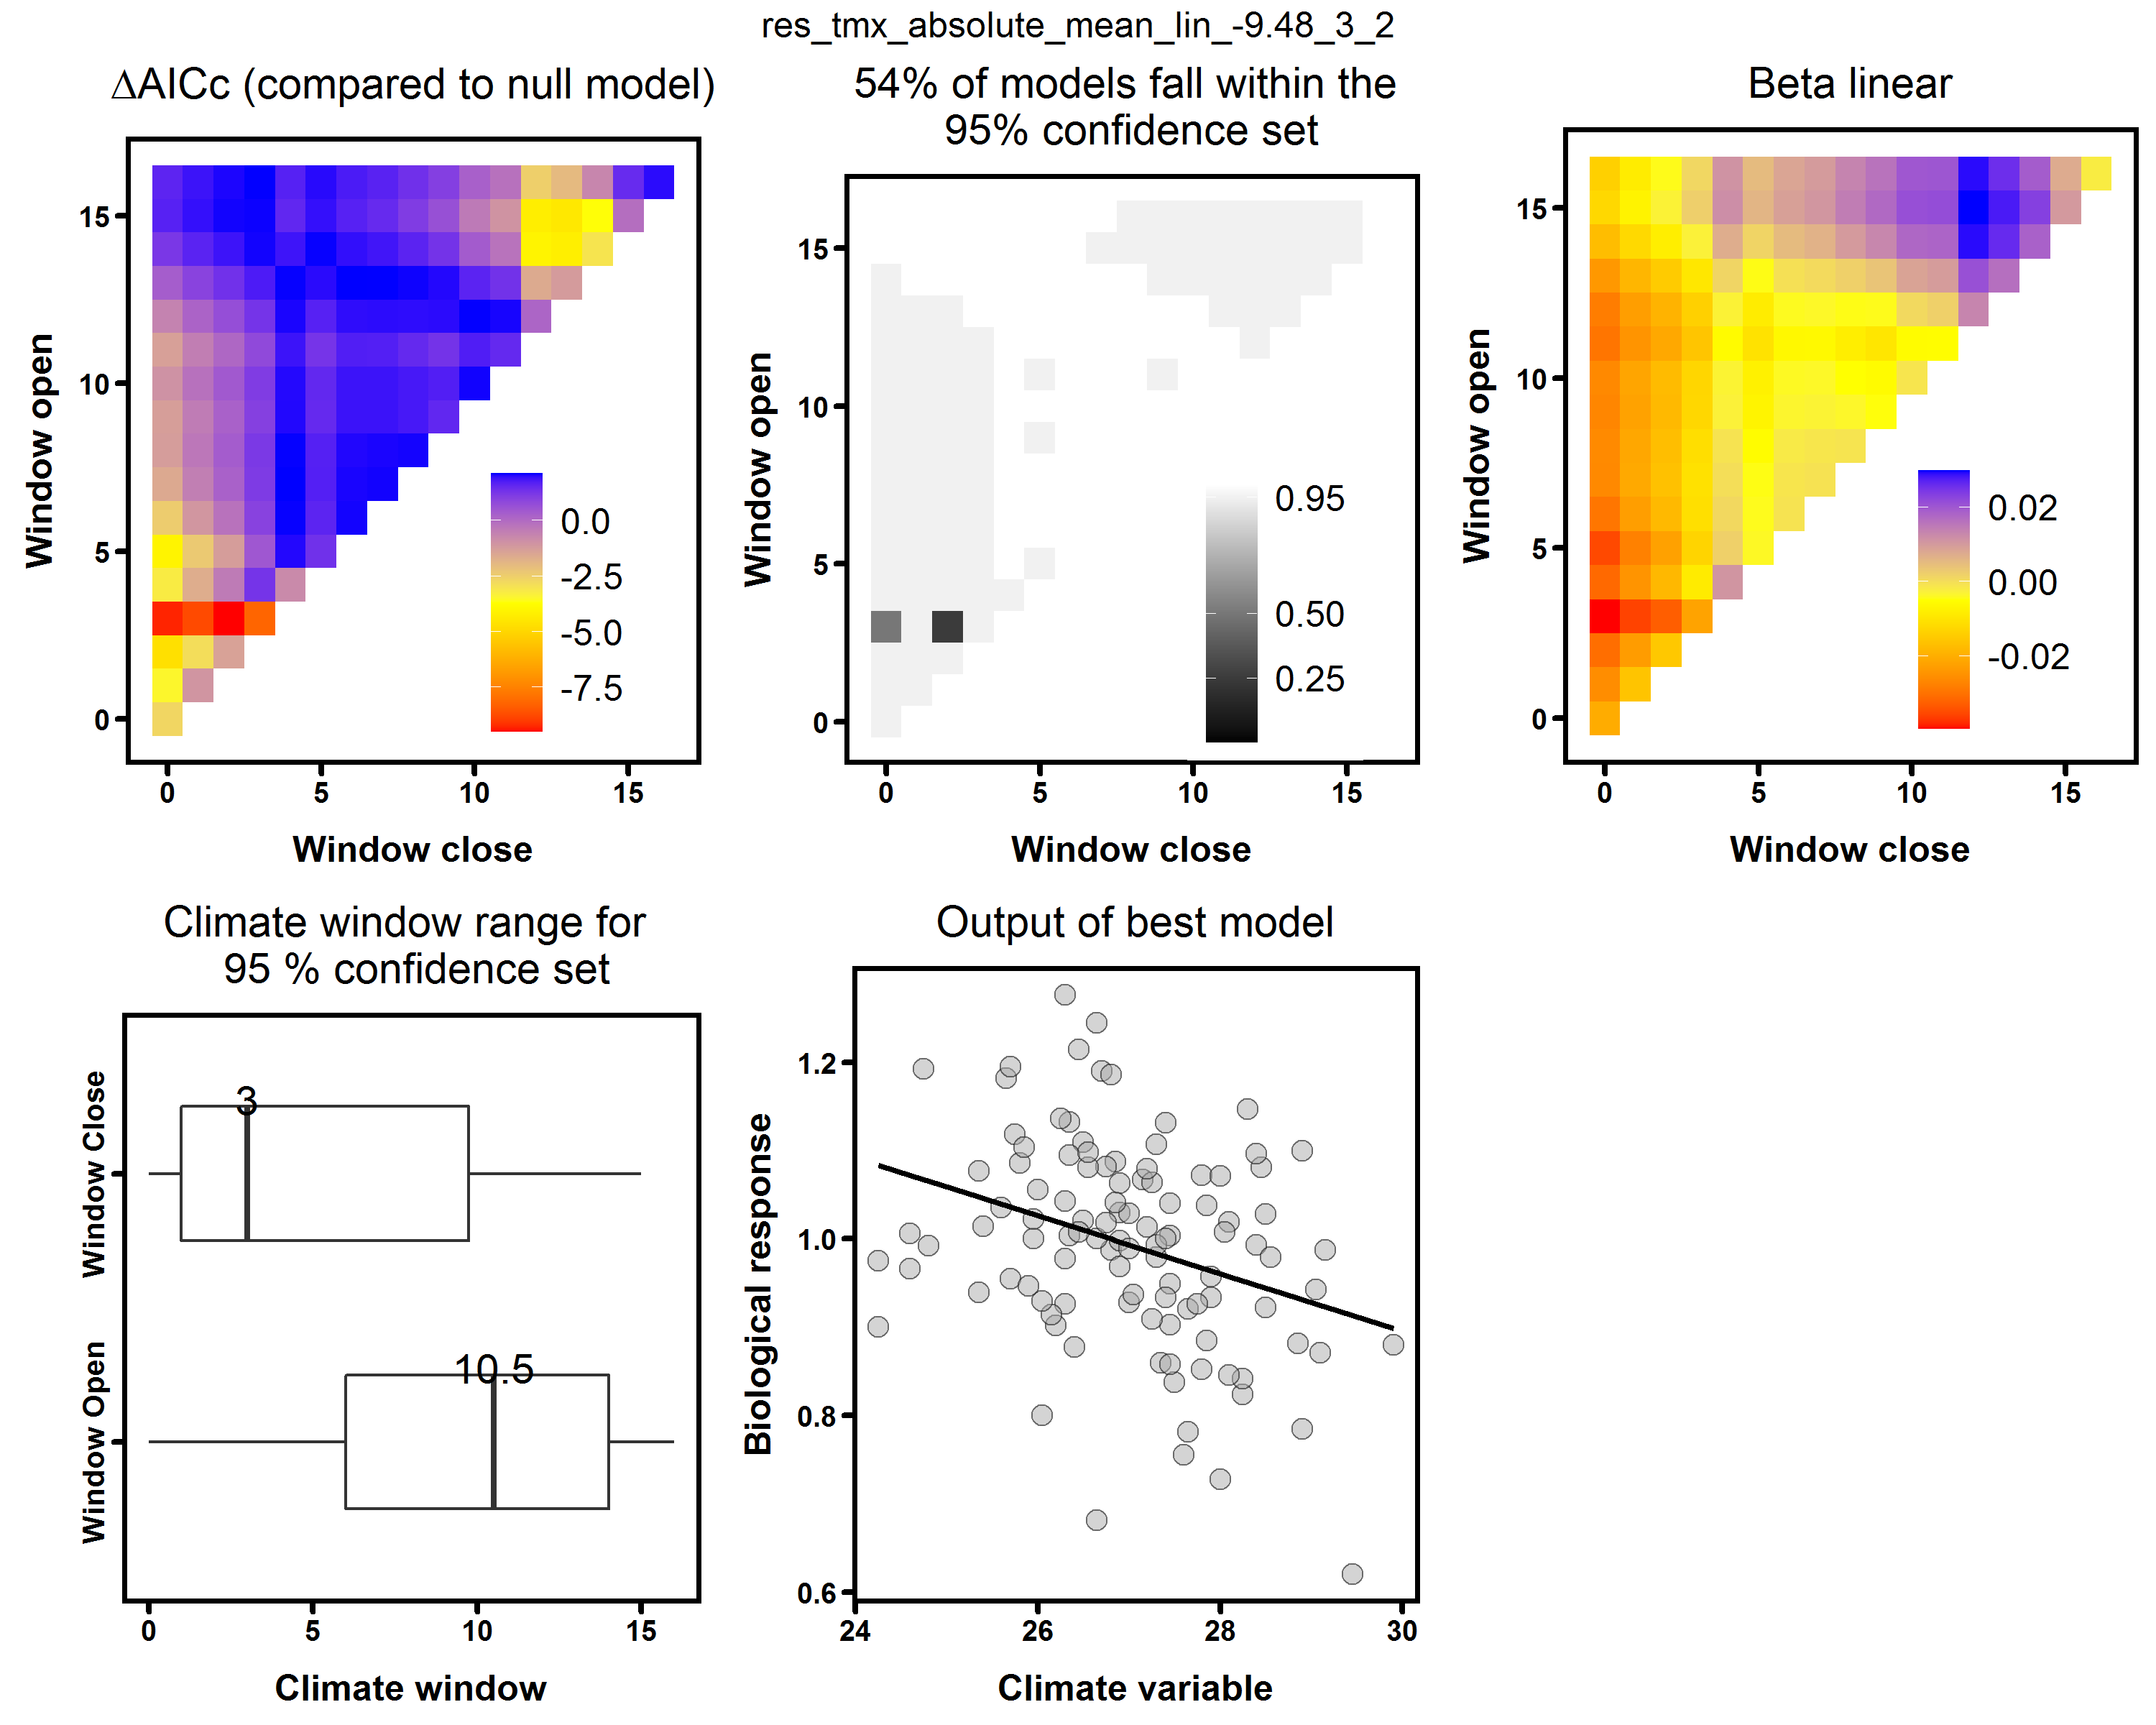 res_tmx_absolute_mean_lin_-9.48_3_2
ΔAICc (compared to null model)
Window open
15
10
5
0
0.0
-2.5
-5.0
-7.5
0 5 10 15
Window close
54% of models fall within the
95% confidence set
Window open
15
10
5
0
0.95
0.50
0.25
0 5 10 15
Window close
Beta linear
Window open
15
10
5
0
0.02
0.00
-0.02
0 5 10 15
Window close
Climate window range for
95 % confidence set
Window Close
3
Window Open
10.5
0 5 10 15
Climate window
Output of best model
Biological response
1.2
1.0
0.8
0.6
24 26 28 30
Climate variable